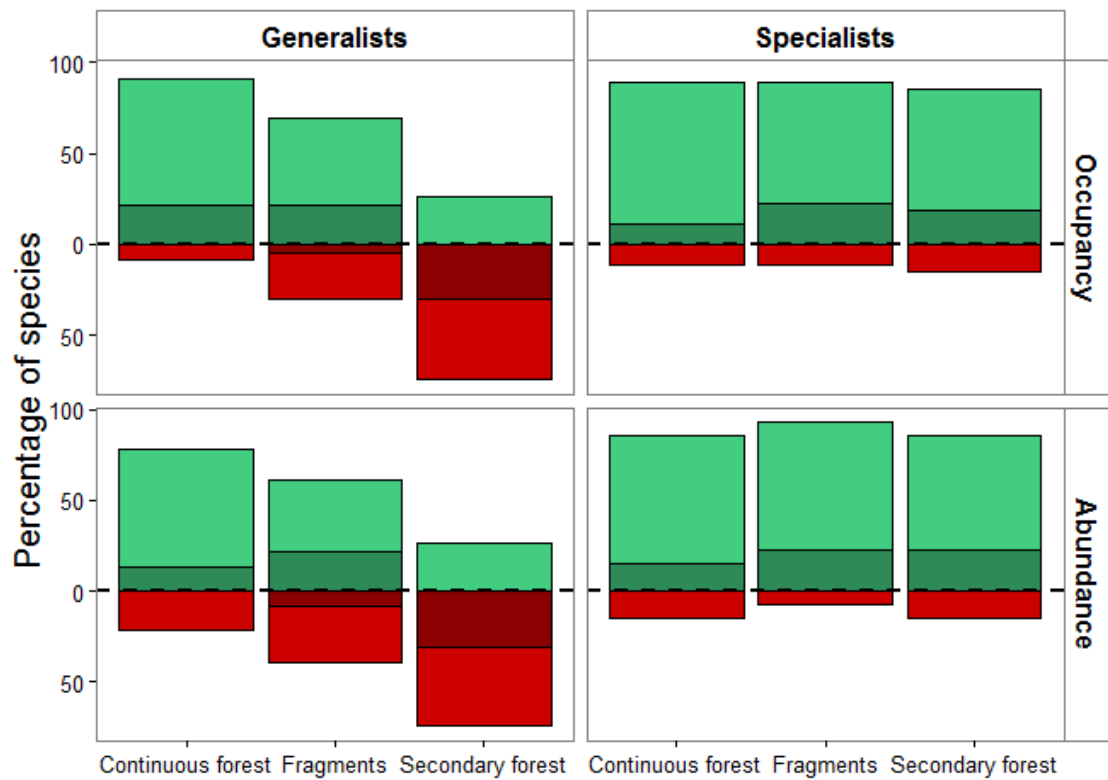 Generalists
Specialists
100
50
0
50
Occupancy
100
50
0
50
Abundance
Percentage of species
Continuous forest Fragments Secondary forest
Continuous forest Fragments Secondary forest